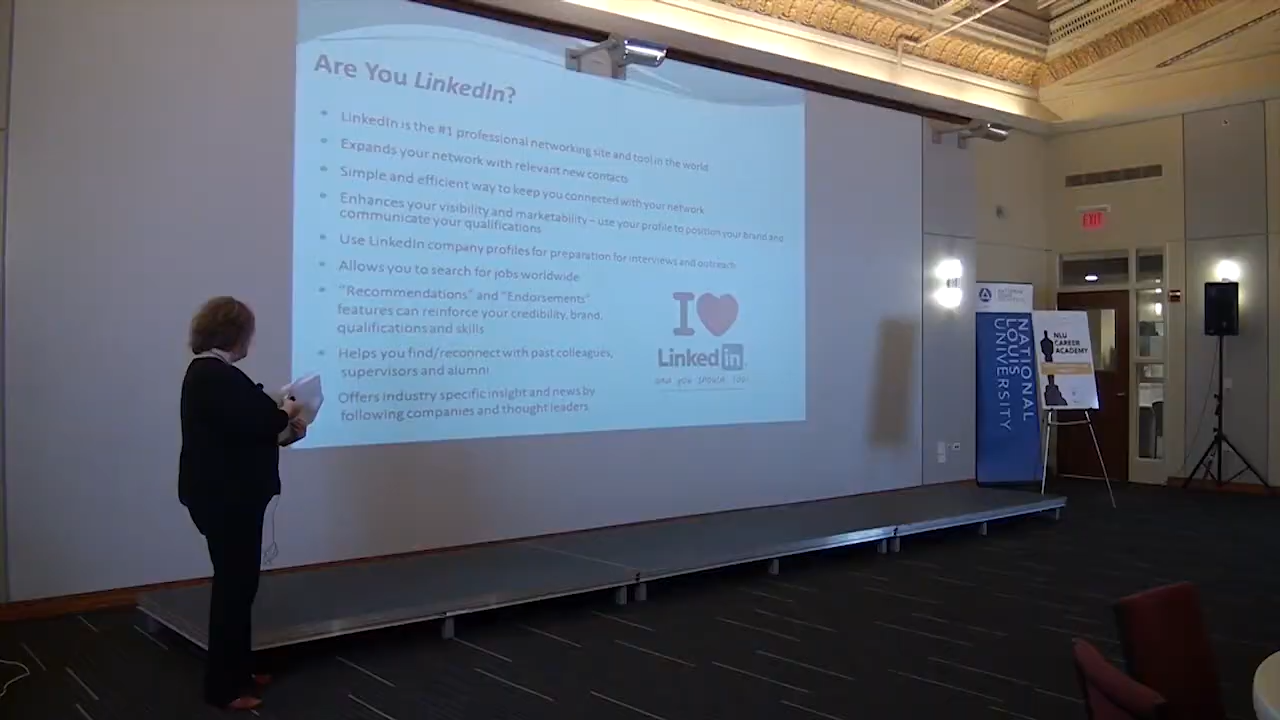 Are You LinkedIn?
LinkedIn is the #1 professional networking site and tool in the world
Expands your network with relevant new contacts
Simple and efficient way to keep you connected with your network
Enhances your visibility and marketability – use your profile to position your brand and
communicate your qualifications
Use LinkedIn company profiles for preparation for interviews and outreach
Allows you to search for jobs worldwide
"Recommendations" and "Endorsements"
features can reinforce your credibility, brand,
qualifications and skills
Helps you find/reconnect with past colleagues,
supervisors and alumni
Offers industry specific insight and news by
following companies and thought leaders
I
Linked in
and you should too!
EXIT
NATIONAL
LOUIS
UNIVERSITY
NLU
CAREER
ACADEMY